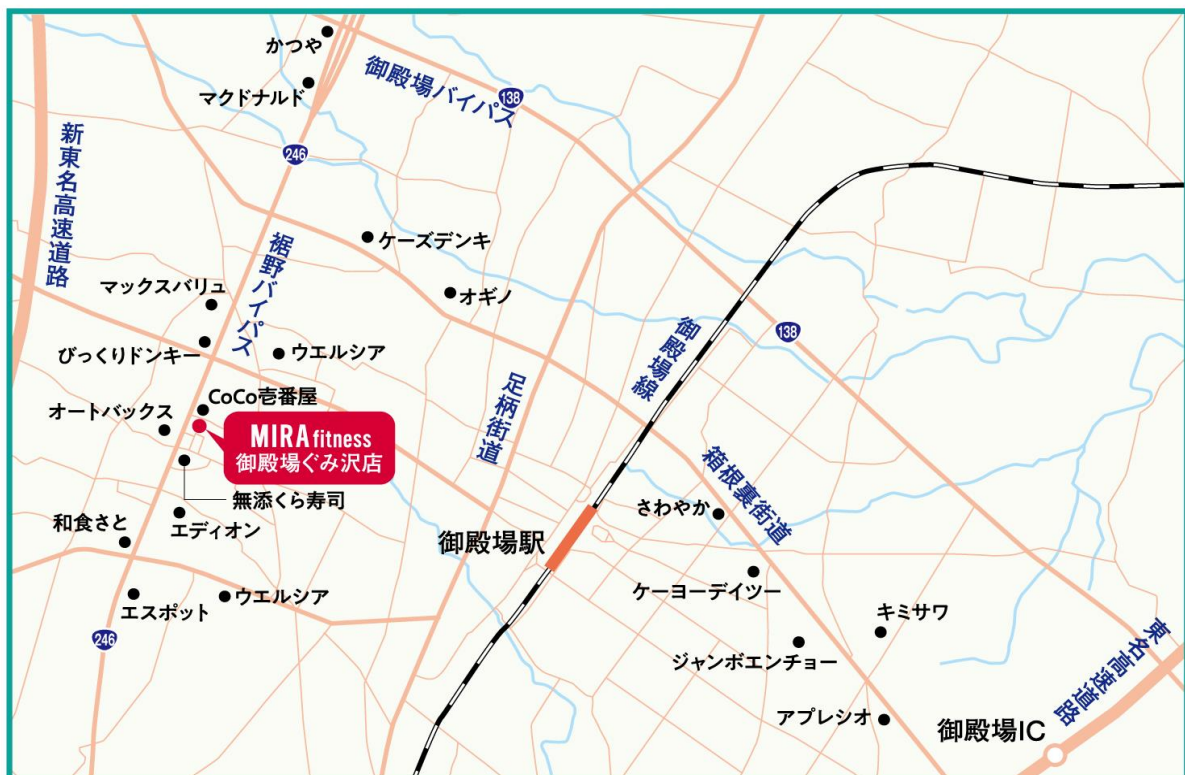 かつや
マクドナルド
御殿場バイパス
138
246
新東名高速道路
裾野バイパス
ケーズデンキ
オギノ
マックスバリュ
びっくりドンキー
ウエルシア
御殿場線
138
足柄街道
CoCo壱番屋
オートバックス
MIRA fitness
御殿場ぐみ沢店
無添くら寿司
箱根裏街道
さわやか
和食さと
エディオン
御殿場駅
ケーヨーデイツー
エスポット
ウエルシア
246
キミサワ
ジャンボエンチョー
東名高速道路
アプレシオ
御殿場IC